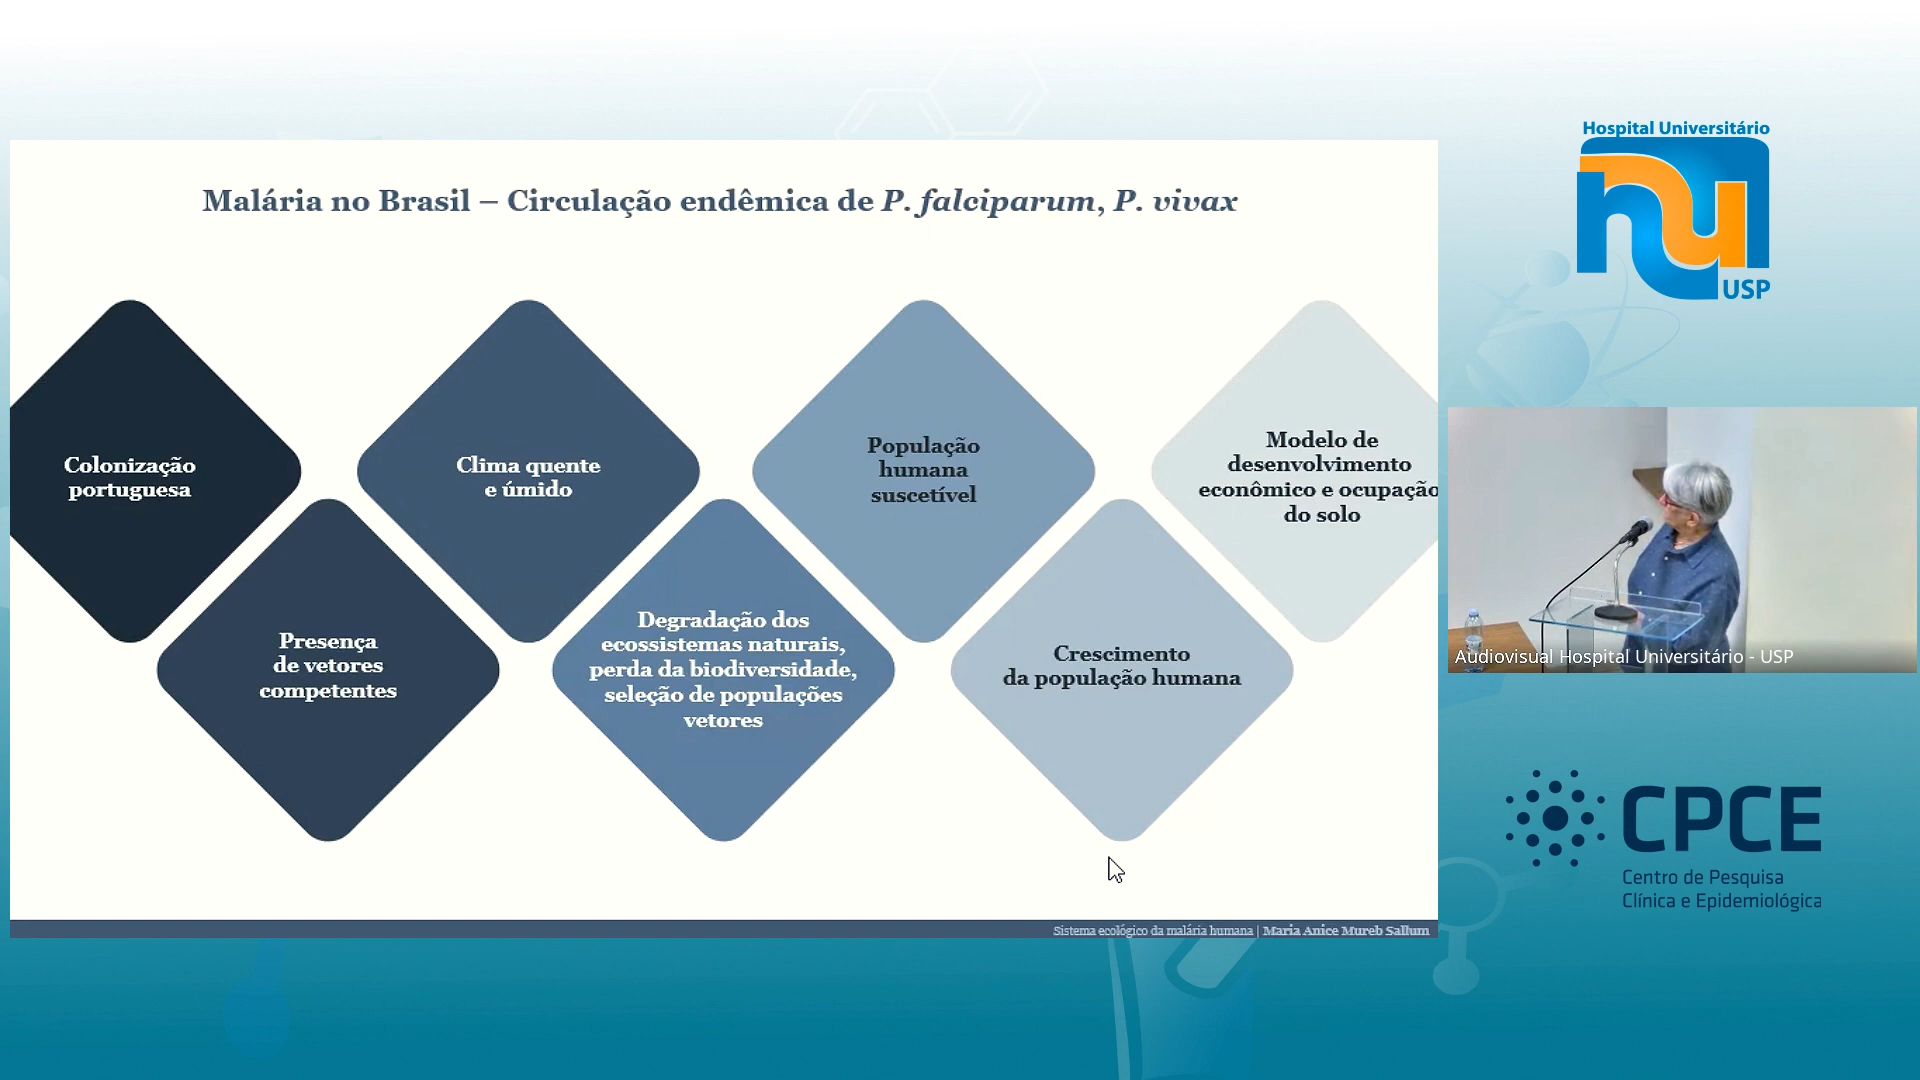 Malária no Brasil – Circulação endêmica de P. falciparum, P. vivax
Colonização
portuguesa
Presença
de vetores
competentes
Clima quente
e úmido
Degradação dos
ecossistemas naturais,
perda da biodiversidade,
seleção de populações
vetores
População
humana
suscetível
Crescimento
da população humana
Modelo de
desenvolvimento
econômico e ocupação
do solo
Sistema ecológico da malária humana | Maria Anice Mureb Sallum
Hospital Universitário
hu
USP
Audiovisual Hospital Universitário - USP
CPCE
Centro de Pesquisa
Clínica e Epidemiológica